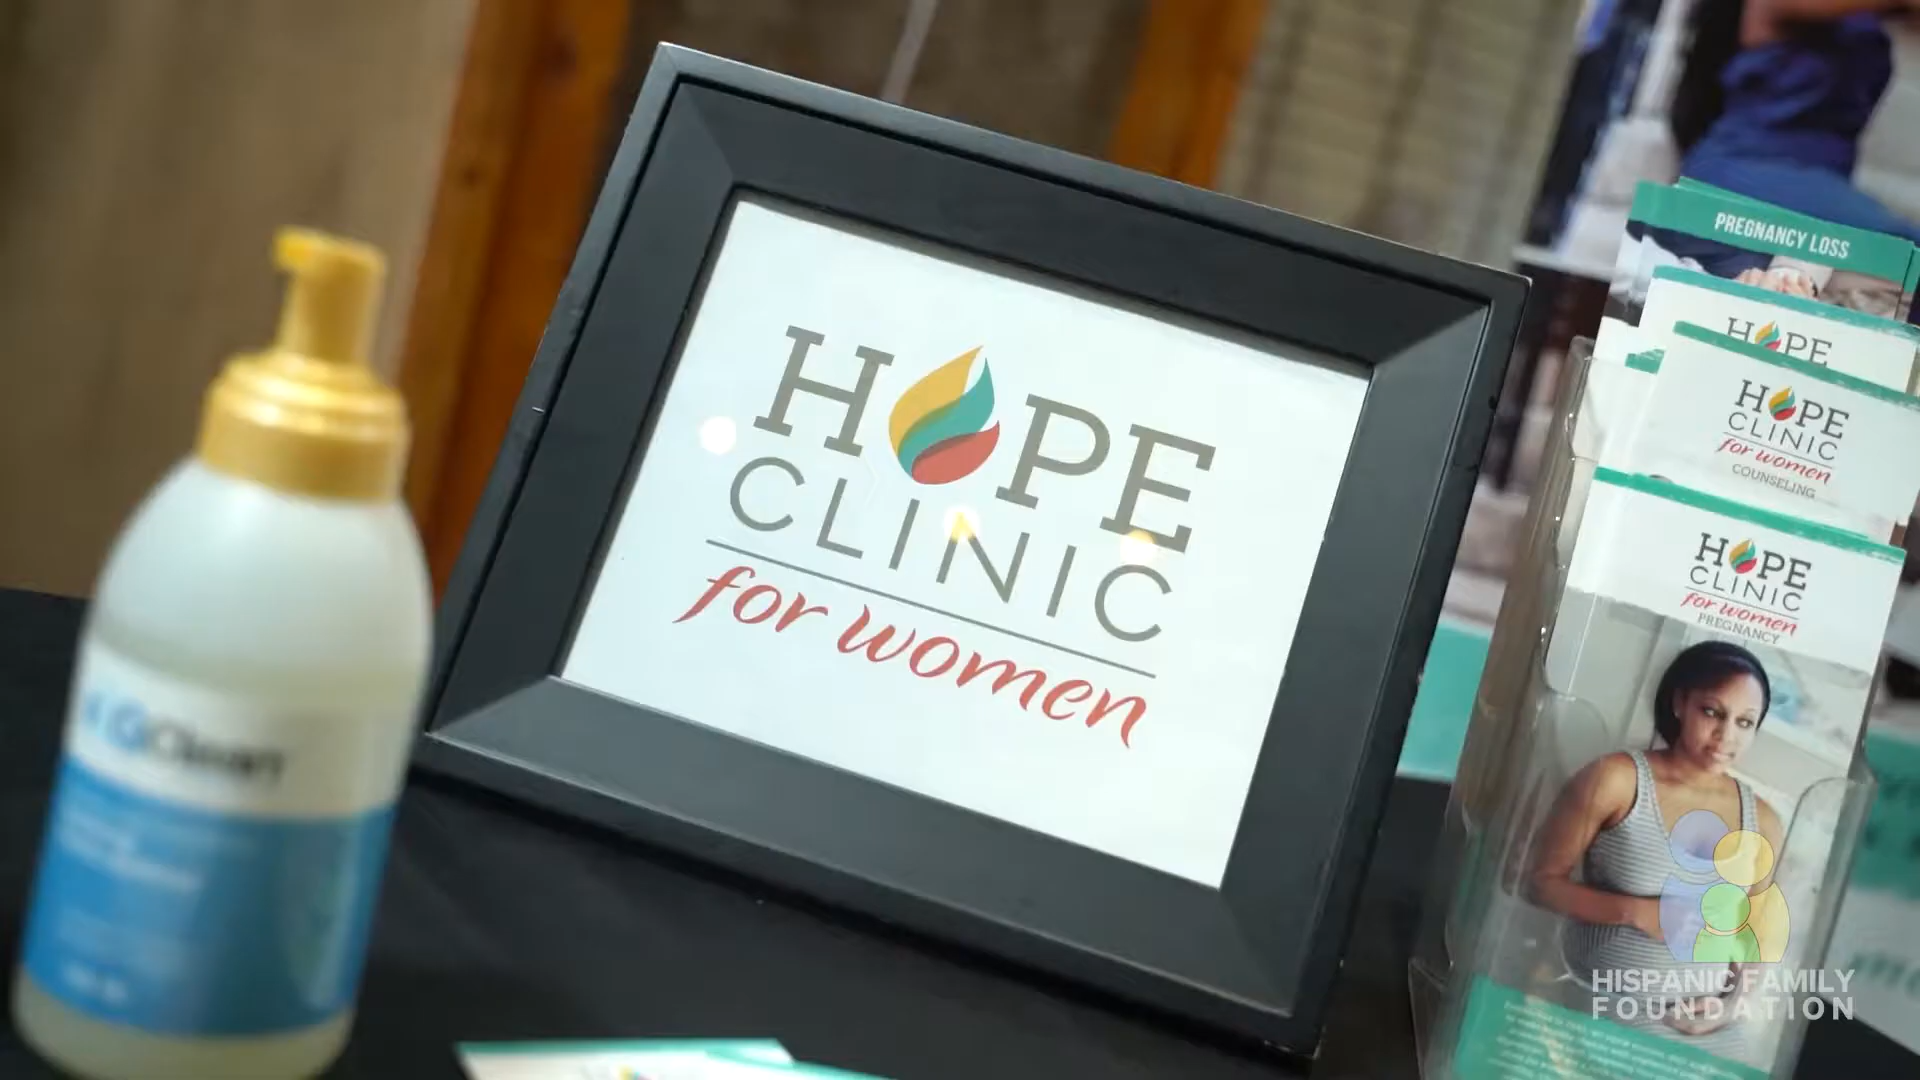 HOPE
CLINIC
for women
PREGNANCY LOSS
HOPE
HOPE
CLINIC
for women
COUNSELING
HOPE
CLINIC
for women
PREGNANCY
HISPANIC FAMILY
FOUNDATION